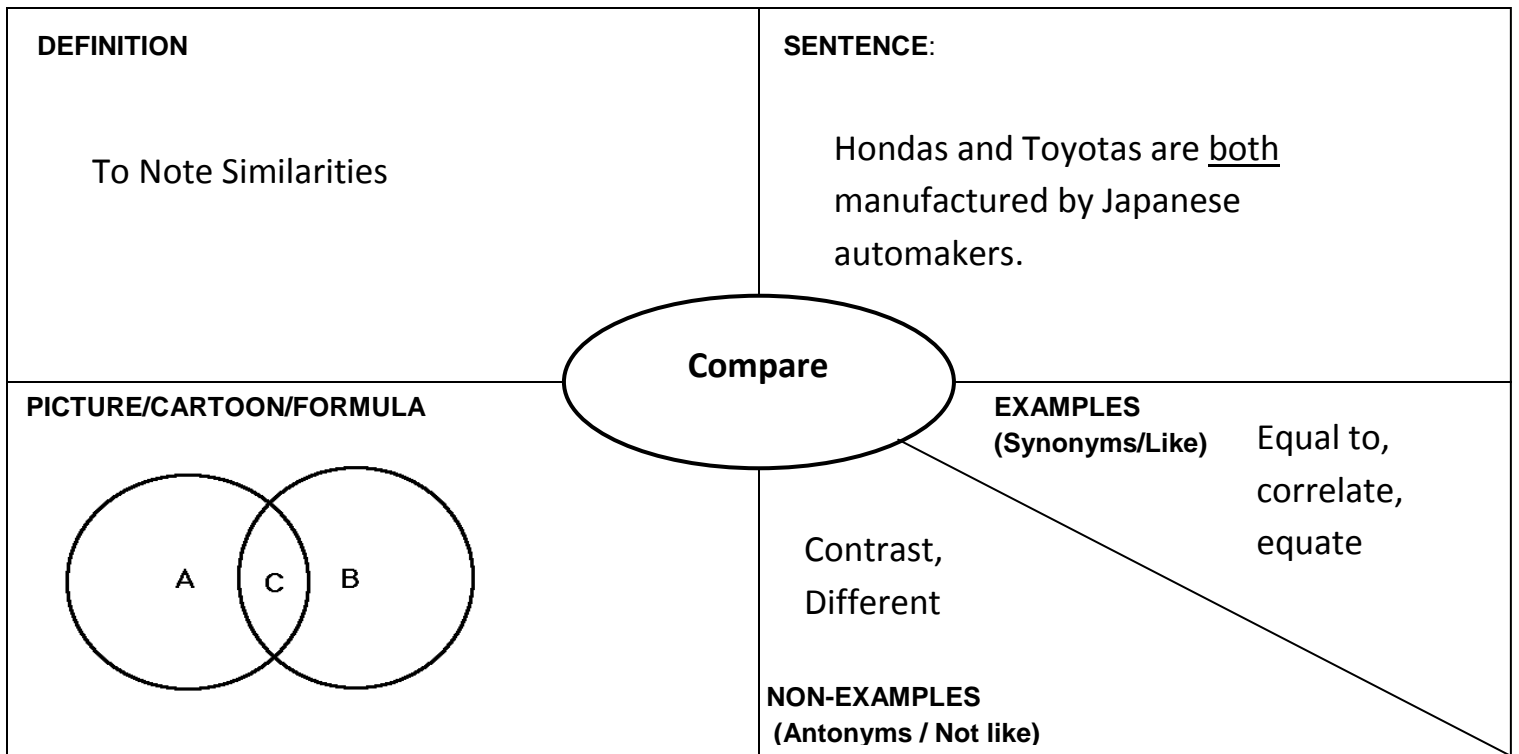 DEFINITION
To Note Similarities
SENTENCE:
Hondas and Toyotas are both
manufactured by Japanese
automakers.
Compare
PICTURE/CARTOON/FORMULA
A
C
B
EXAMPLES
(Synonyms/Like)
Equal to,
correlate,
equate
Contrast,
Different
NON-EXAMPLES
(Antonyms / Not like)